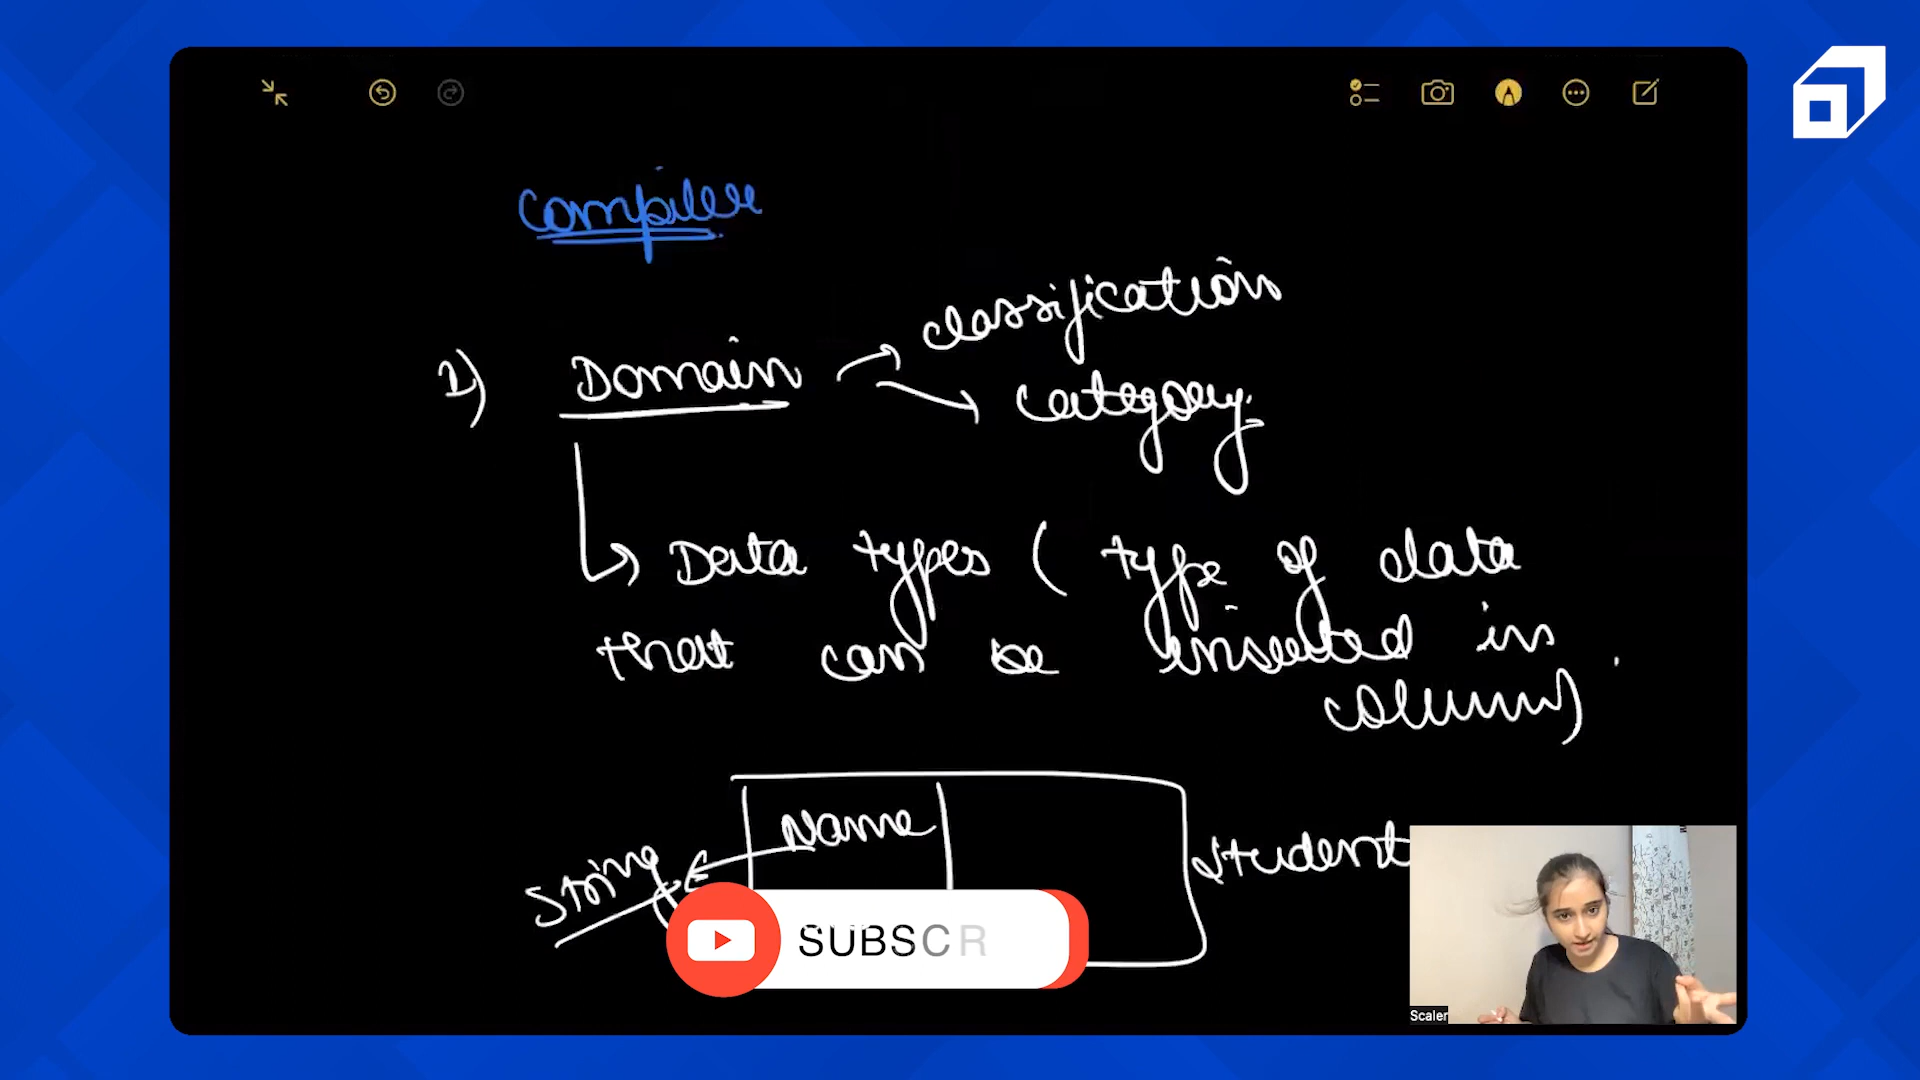 compiler
classification
1) Domain
category.
Data types ( type of data
that can be inserted in
column)
Name
String
student
SUBSCR
Scaler